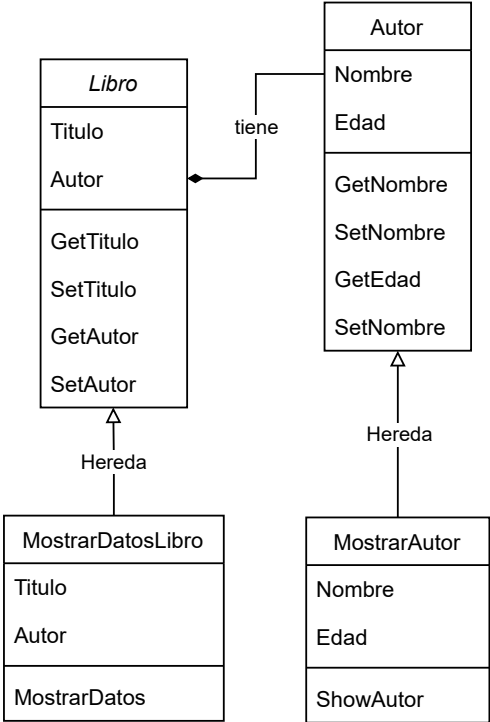 Libro
Titulo
Autor
GetTitulo
SetTitulo
GetAutor
SetAutor
tiene
Autor
Nombre
Edad
GetNombre
SetNombre
GetEdad
SetNombre
Hereda
Hereda
MostrarDatosLibro
Titulo
Autor
MostrarDatos
MostrarAutor
Nombre
Edad
ShowAutor